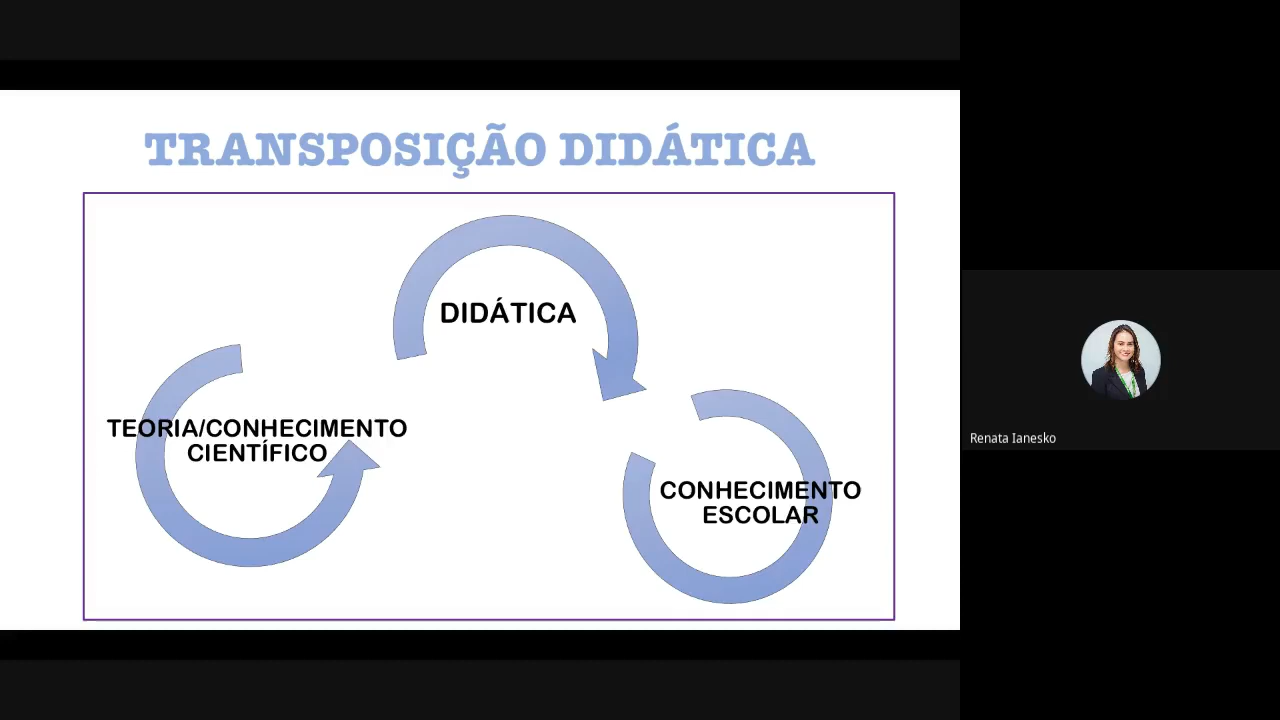 TRANSPOSIÇÃO DIDÁTICA
DIDÁTICA
TEORIA/CONHECIMENTO
CIENTÍFICO
CONHECIMENTO
ESCOLAR
Renata Ianesko